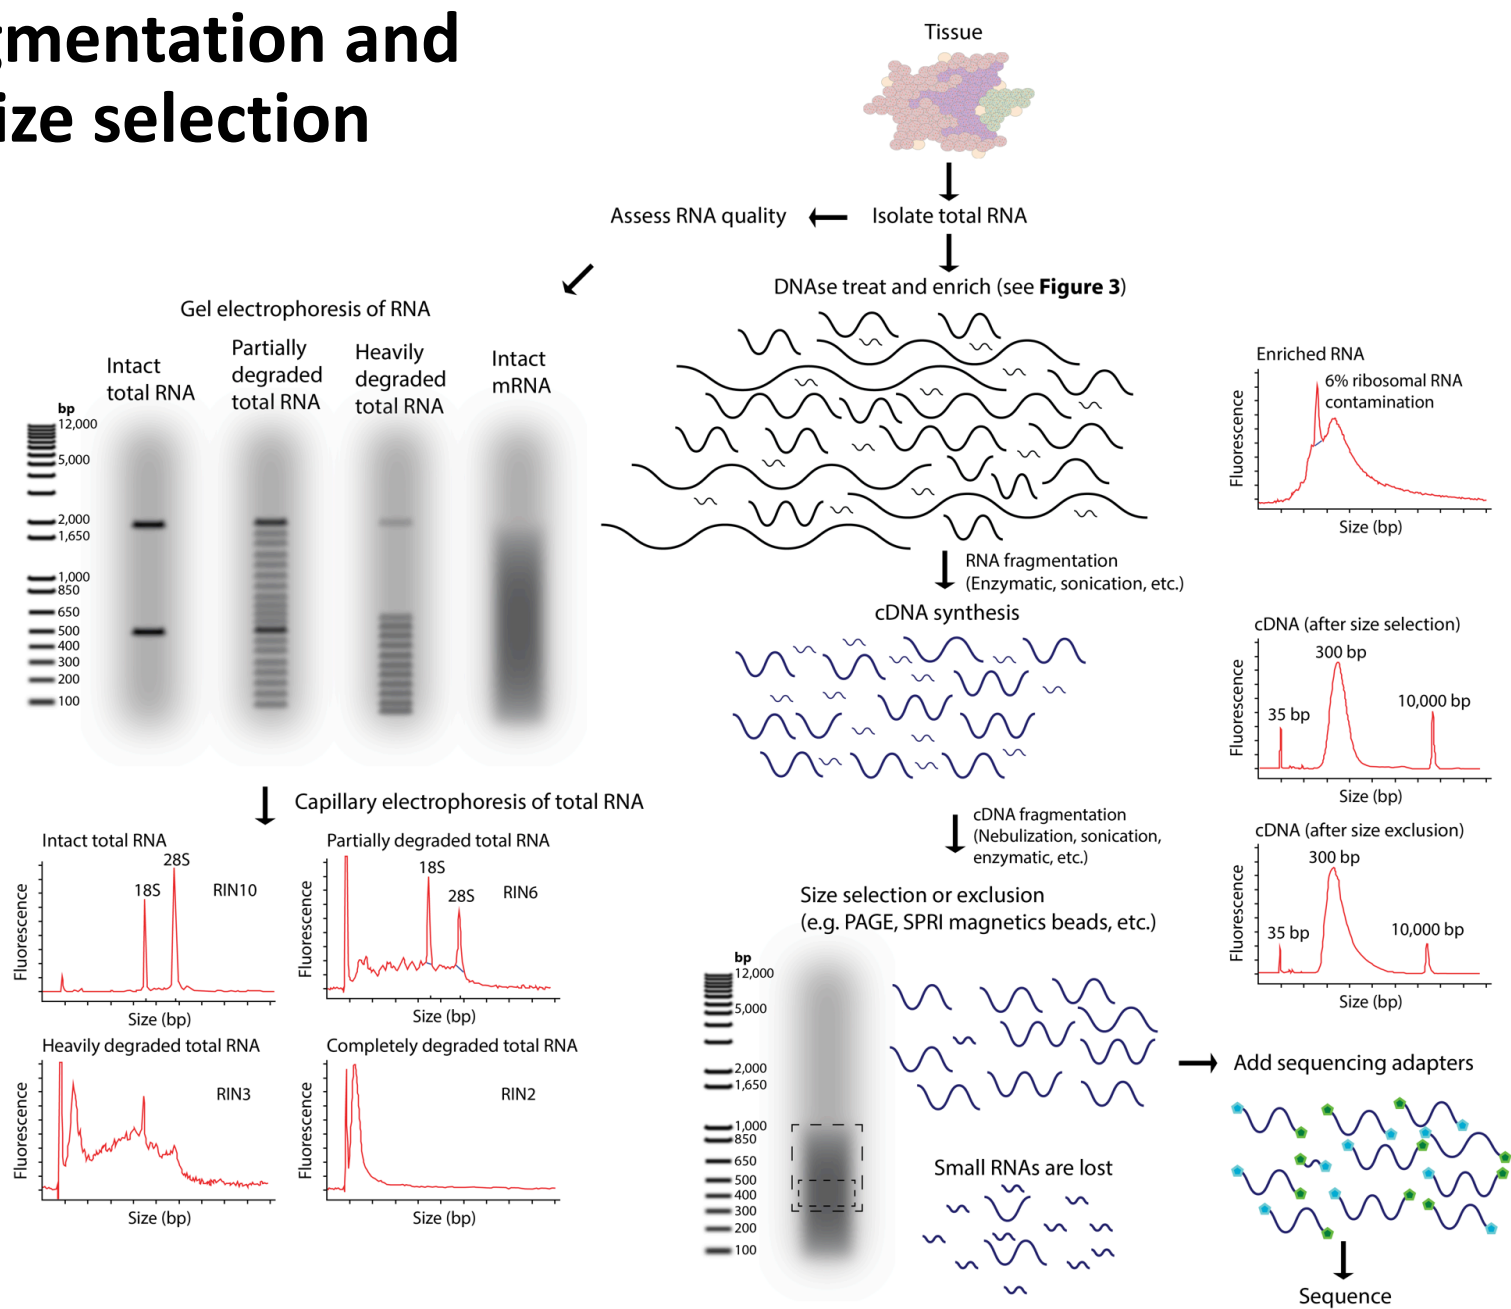 gmentation and
ize selection
Tissue
Assess RNA quality
Isolate total RNA
DNAse treat and enrich (see Figure 3)
Gel electrophoresis of RNA
Intact
total RNA
Partially
degraded
total RNA
Heavily
degraded
total RNA
Intact
mRNA
bp
12,000
5,000
2,000
1,650
1,000
850
650
500
400
300
200
100
Enriched RNA
6% ribosomal RNA
contamination
Fluorescence
Size (bp)
RNA fragmentation
(Enzymatic, sonication, etc.)
cDNA synthesis
cDNA (after size selection)
300 bp
35 bp
10,000 bp
Fluorescence
Size (bp)
cDNA fragmentation
(Nebulization, sonication,
enzymatic, etc.)
cDNA (after size exclusion)
300 bp
35 bp
10,000 bp
Fluorescence
Size (bp)
Capillary electrophoresis of total RNA
Intact total RNA
28S
18S
RIN10
Fluorescence
Size (bp)
Partially degraded total RNA
18S
28S
RIN6
Fluorescence
Size (bp)
Heavily degraded total RNA
RIN3
Fluorescence
Size (bp)
Completely degraded total RNA
RIN2
Fluorescence
Size (bp)
Size selection or exclusion
(e.g. PAGE, SPRI magnetics beads, etc.)
bp
12,000
5,000
2,000
1,650
1,000
850
650
500
400
300
200
100
Small RNAs are lost
Add sequencing adapters
Sequence